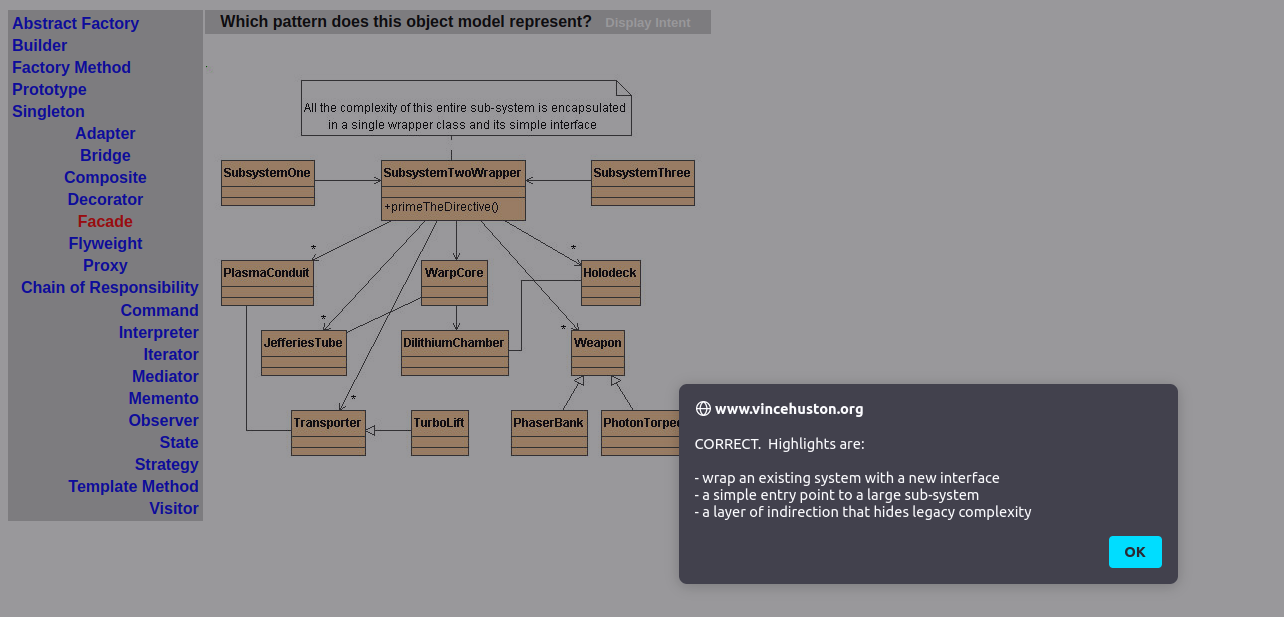 Abstract Factory
Builder
Factory Method
Prototype
Singleton
Adapter
Bridge
Composite
Decorator
Facade
Flyweight
Proxy
Chain of Responsibility
Command
Interpreter
Iterator
Mediator
Memento
Observer
State
Strategy
Template Method
Visitor
Which pattern does this object model represent? Display Intent
All the complexity of this entire sub-system is encapsulated
in a single wrapper class and its simple interface
SubsystemOne
SubsystemTwoWrapper
+primeTheDirective()
SubsystemThree
*
*
PlasmaConduit
WarpCore
Holodeck
*
*
JefferiesTube
DilithiumChamber
Weapon
*
Transporter
TurboLift
PhaserBank
PhotonTorped
www.vincehuston.org
CORRECT. Highlights are:
- wrap an existing system with a new interface
- a simple entry point to a large sub-system
- a layer of indirection that hides legacy complexity
OK